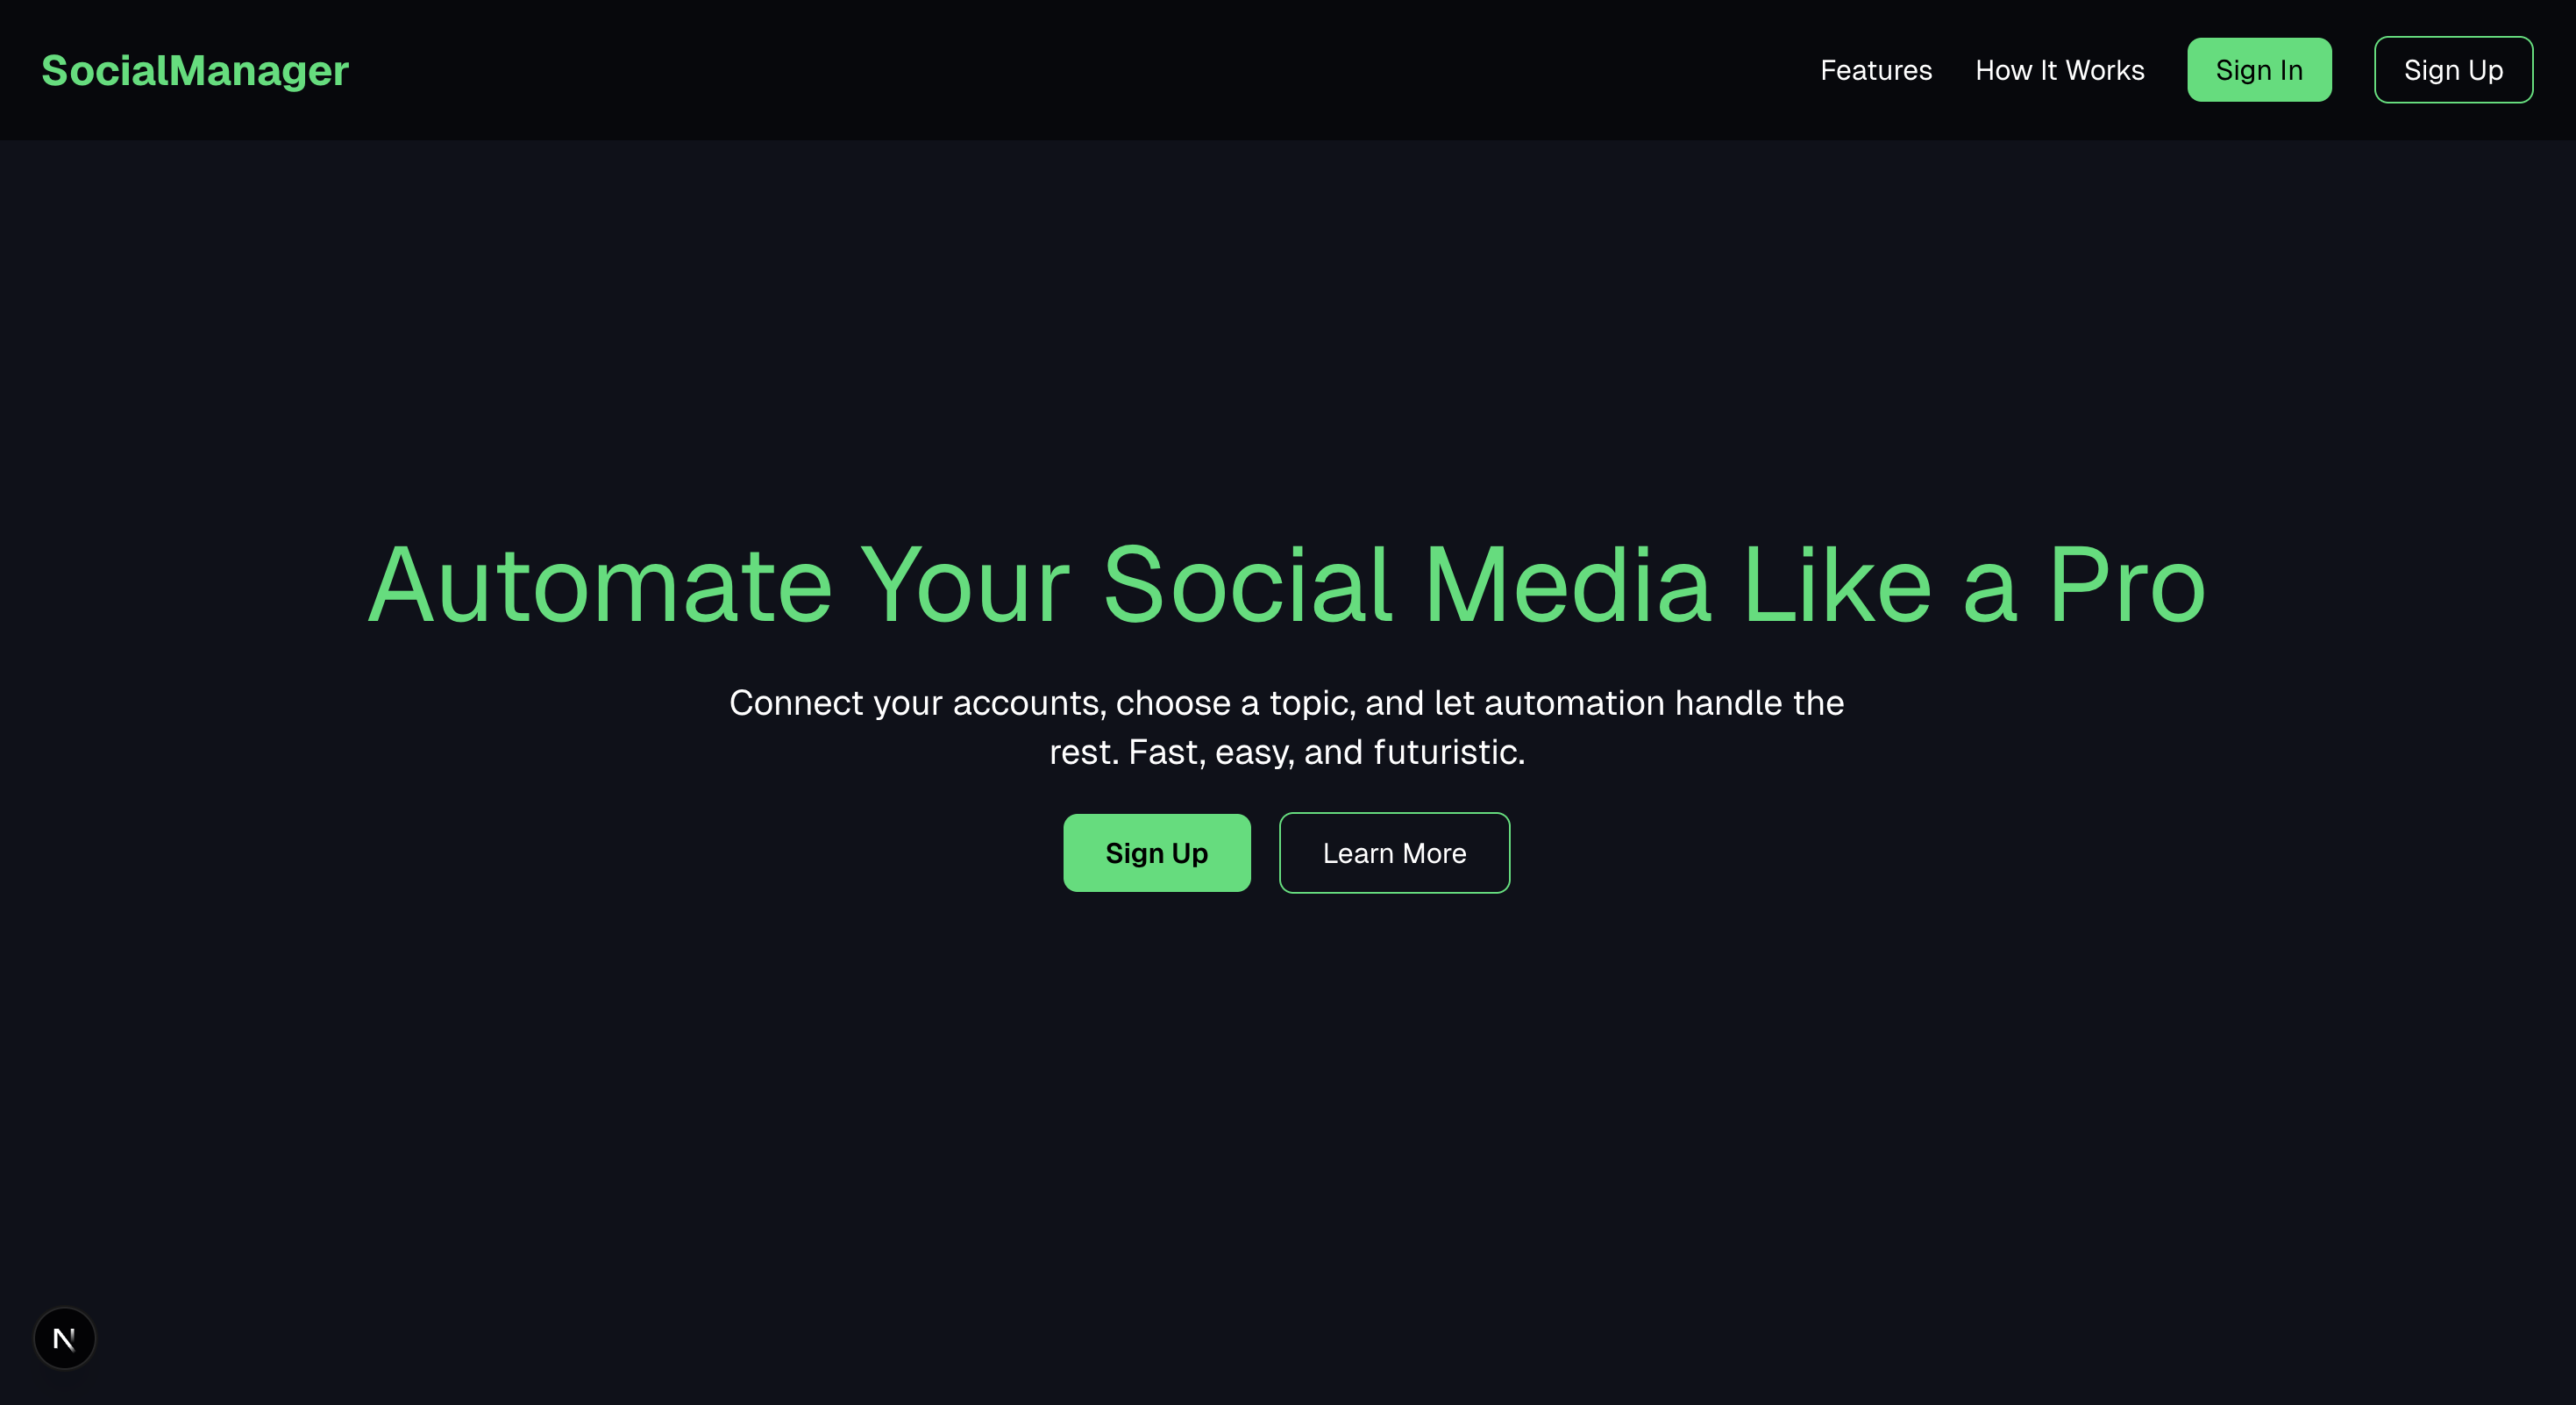 SocialManager
Features
How It Works
Sign In
Sign Up
Automate Your Social Media Like a Pro
Connect your accounts, choose a topic, and let automation handle the
rest. Fast, easy, and futuristic.
Sign Up
Learn More
N